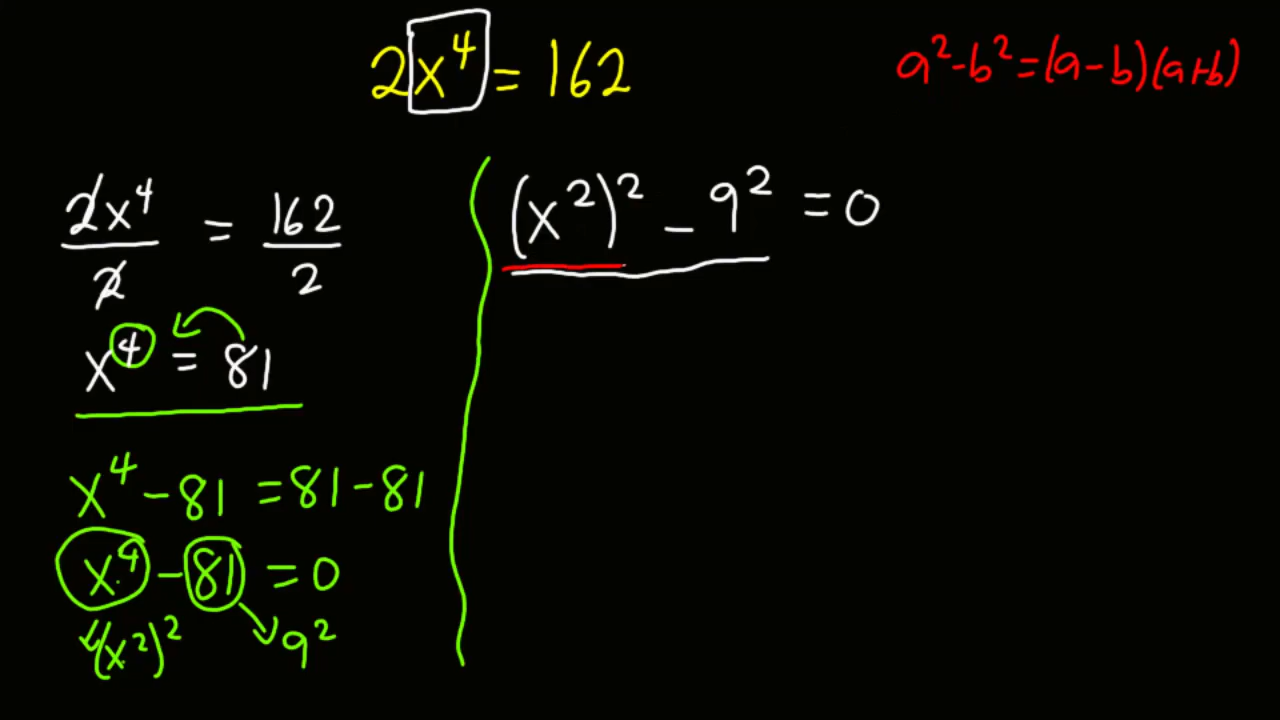 2x⁴ = 162
a² - b² = (a - b)(a + b)
2x⁴/2 = 162/2
x⁴ = 81
x⁴ - 81 = 81 - 81
x⁴ - 81 = 0
(x²)² 9²
(x²)² - 9² = 0